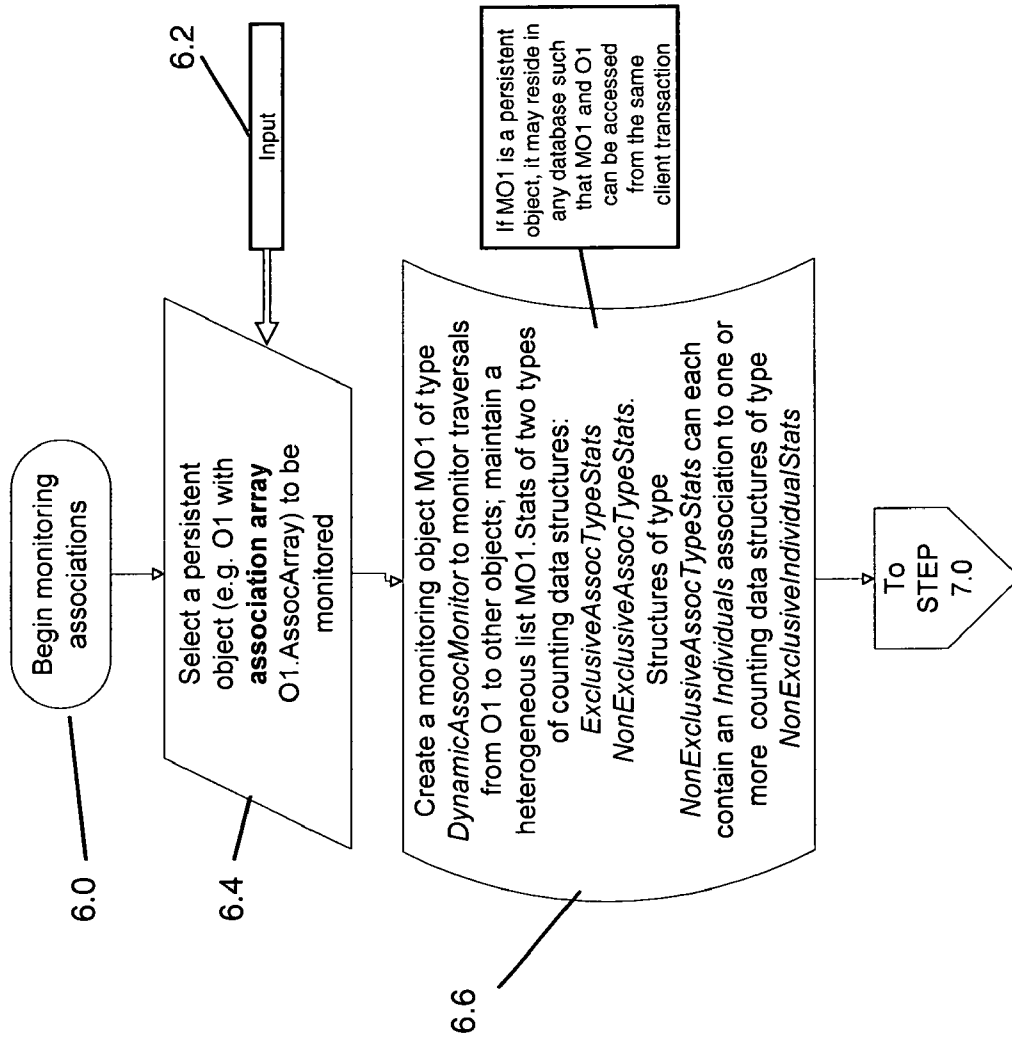 6.0
Begin monitoring
associations
6.2
Input
6.4
Select a persistent
object (e.g. O1 with
association array
O1.AssocArray) to be
monitored
6.6
Create a monitoring object MO1 of type
DynamicAssocMonitor to monitor traversals
from O1 to other objects; maintain a
heterogeneous list MO1.Stats of two types
of counting data structures:
ExclusiveAssocTypeStats
NonExclusiveAssocTypeStats.
Structures of type
NonExclusiveAssocTypeStats can each
contain an Individuals association to one or
more counting data structures of type
NonExclusiveIndividualStats
If MO1 is a persistent
object, it may reside in
any database such
that MO1 and O1
can be accessed
from the same
client transaction
To
STEP
7.0